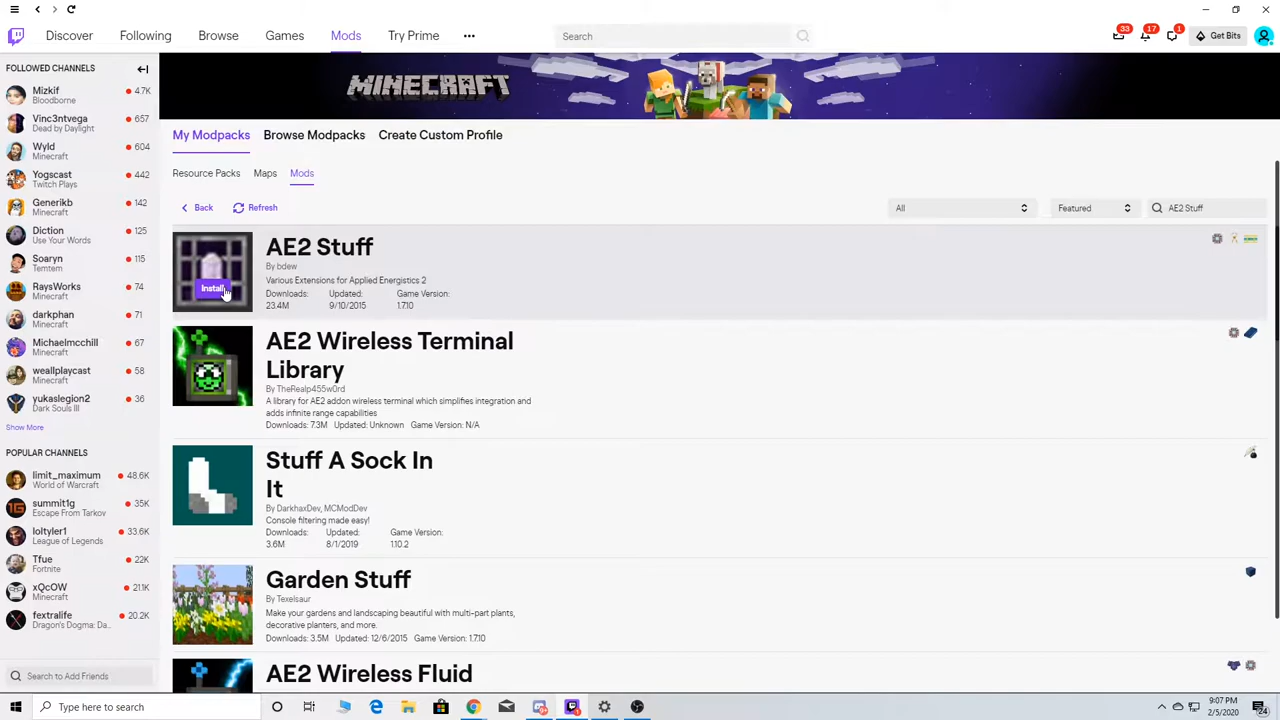 Discover
Following
Browse
Games
Mods
Try Prime
Search
33
17
1
Get Bits
FOLLOWED CHANNELS
Mizkif
4.7K
Bloodborne
Vinc3ntvega
657
Dead by Daylight
Wyld
604
Minecraft
Yogscast
442
Twitch Plays
Generikb
142
Minecraft
Diction
125
Use Your Words
Soaryn
115
Temtem
RaysWorks
74
Minecraft
darkphan
71
Minecraft
Michaelmcchill
67
Minecraft
weallplaycast
58
Minecraft
yukaslegion2
36
Dark Souls III
Show More
POPULAR CHANNELS
limit_maximum
48.6K
World of Warcraft
summit1g
35K
Escape From Tarkov
loltyler1
33.6K
League of Legends
Tfue
22K
Fortnite
xQcOW
21.1K
Minecraft
fextralife
20.2K
Dragon's Dogma: Da...
Search to Add Friends
MINECRAFT
My Modpacks
Browse Modpacks
Create Custom Profile
Resource Packs
Maps
Mods
Back
Refresh
All
Featured
AE2 Stuff
Install
AE2 Stuff
By bdew
Various Extensions for Applied Energistics 2
Downloads: Updated: Game Version:
23.4M 9/10/2015 1.7.10
AE2 Wireless Terminal
Library
By TheRealp455w0rd
A library for AE2 addon wireless terminal which simplifies integration and
adds infinite range capabilities
Downloads: 7.3M Updated: Unknown Game Version: N/A
Stuff A Sock In
It
By DarkhaxDev, MCModDev
Console filtering made easy!
Downloads: Updated: Game Version:
3.6M 8/1/2019 1.10.2
Garden Stuff
By Texelsaur
Make your gardens and landscaping beautiful with multi-part plants,
decorative planters, and more.
Downloads: 3.5M Updated: 12/6/2015 Game Version: 1.7.10
AE2 Wireless Fluid
Type here to search
9:07 PM
2/5/2020
24